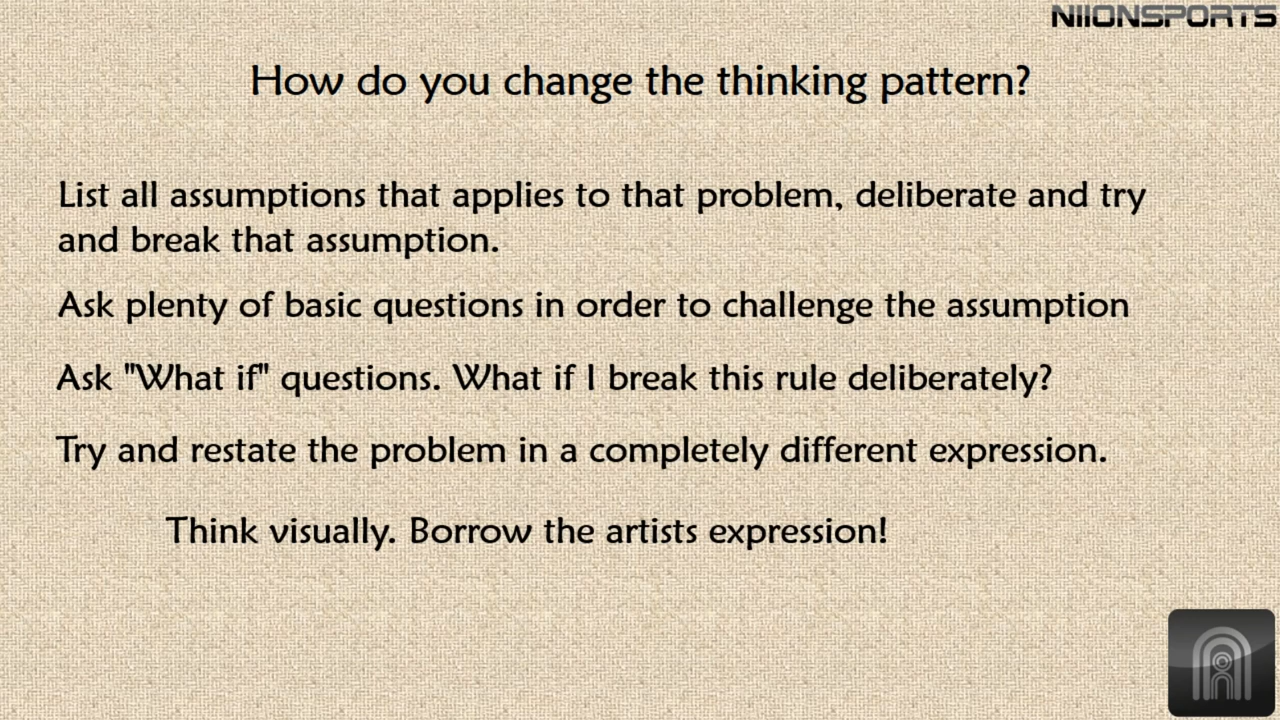 NIIONSPORTS
How do you change the thinking pattern?
List all assumptions that applies to that problem, deliberate and try
and break that assumption.
Ask plenty of basic questions in order to challenge the assumption
Ask "What if" questions. What if I break this rule deliberately?
Try and restate the problem in a completely different expression.
Think visually. Borrow the artists expression!